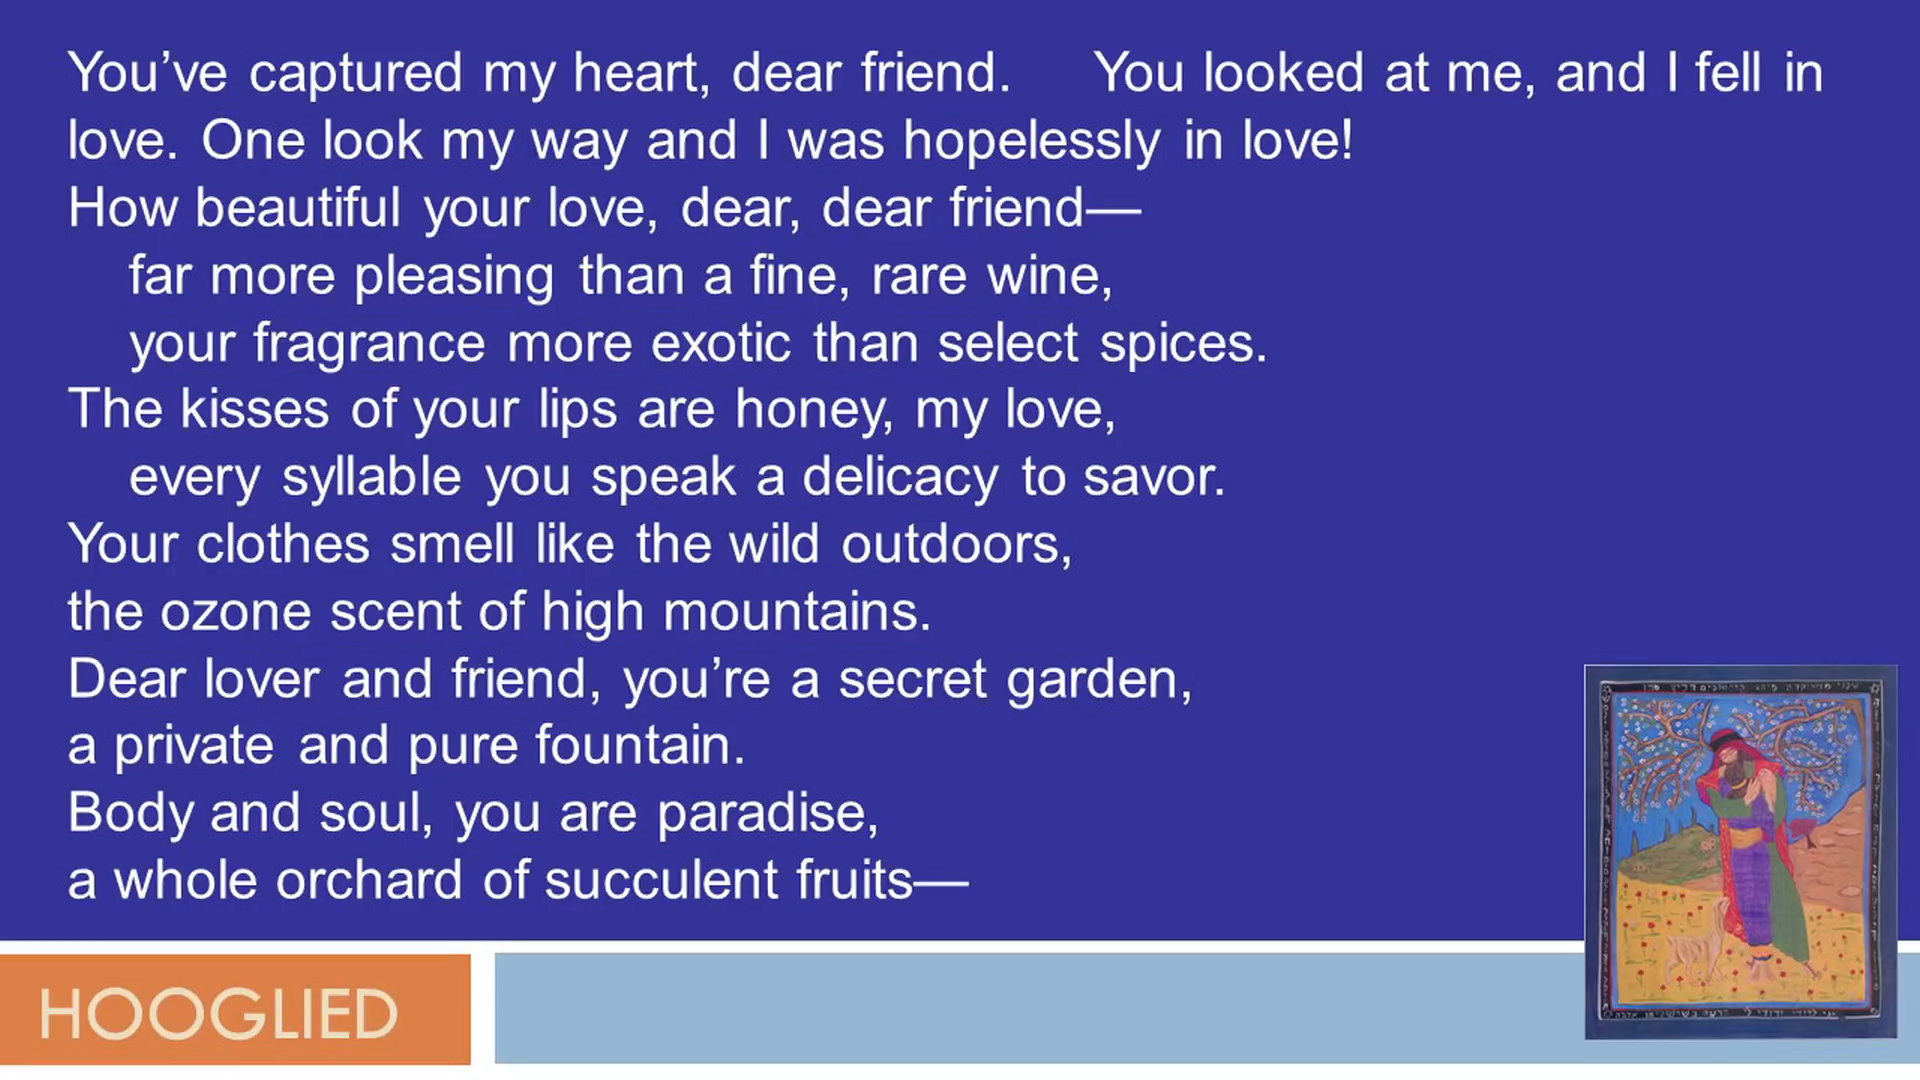 You’ve captured my heart, dear friend. You looked at me, and I fell in
love. One look my way and I was hopelessly in love!
How beautiful your love, dear, dear friend—
far more pleasing than a fine, rare wine,
your fragrance more exotic than select spices.
The kisses of your lips are honey, my love,
every syllable you speak a delicacy to savor.
Your clothes smell like the wild outdoors,
the ozone scent of high mountains.
Dear lover and friend, you’re a secret garden,
a private and pure fountain.
Body and soul, you are paradise,
a whole orchard of succulent fruits—
HOOGLIED